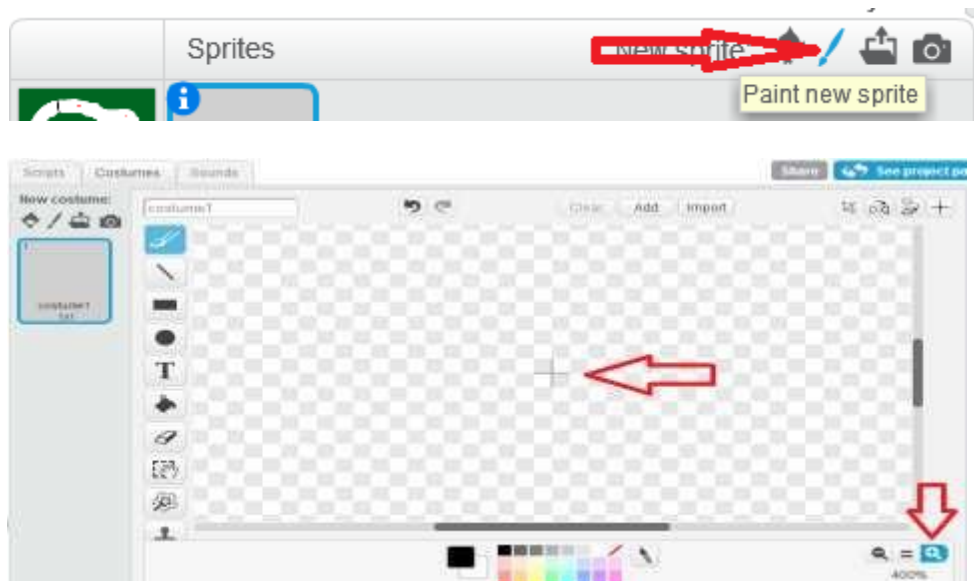 Sprites
New sprite:
Paint new sprite
Scripts
Costumes
Sounds
Share
See project pa
New costume:
costume1
Clear
Add
Import
1
costume1
T
400%